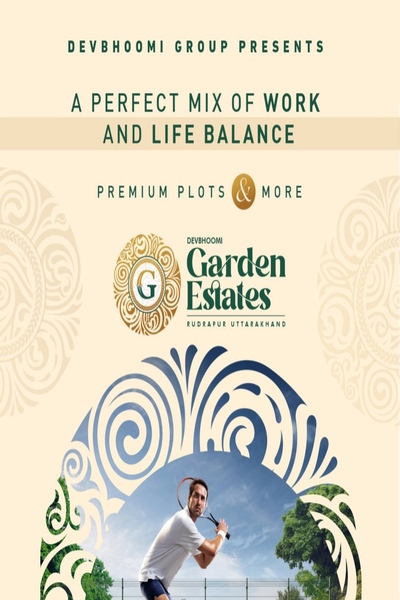 DEVBHOOMI GROUP PRESENTS
A PERFECT MIX OF WORK
AND LIFE BALANCE
PREMIUM PLOTS & MORE
DEVBHOOMI
G
Garden
Estates
RUDRAPUR UTTARAKHAND